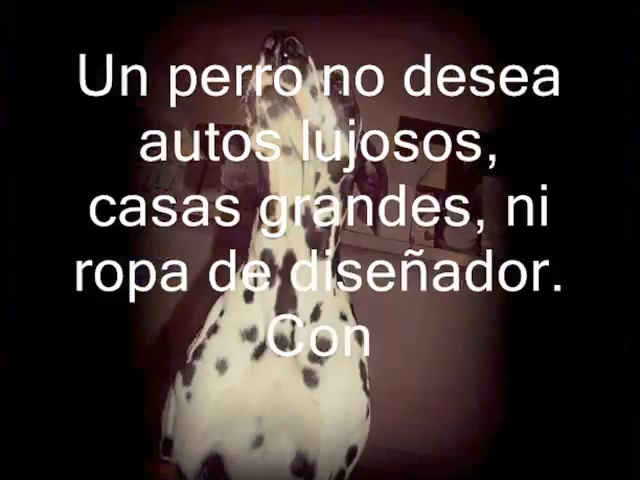 Un perro no desea
autos lujosos,
casas grandes, ni
ropa de diseñador.
Con